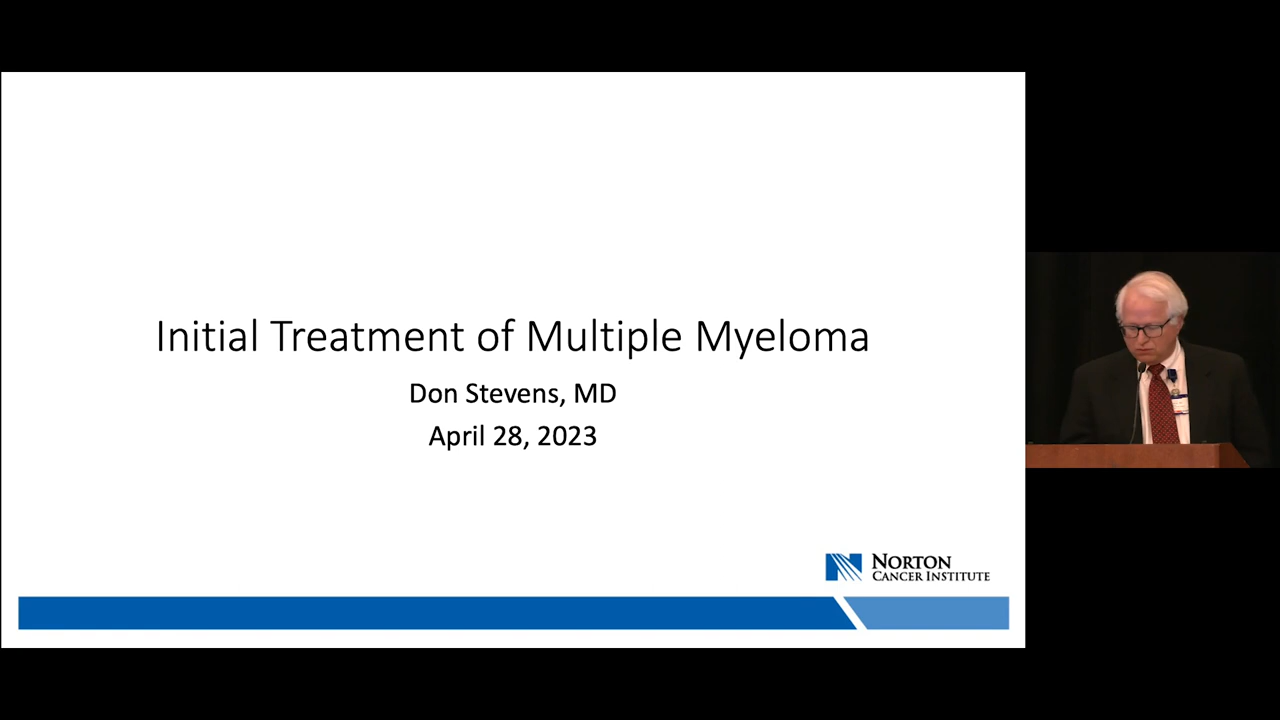 Initial Treatment of Multiple Myeloma
Don Stevens, MD
April 28, 2023
NORTON
CANCER INSTITUTE